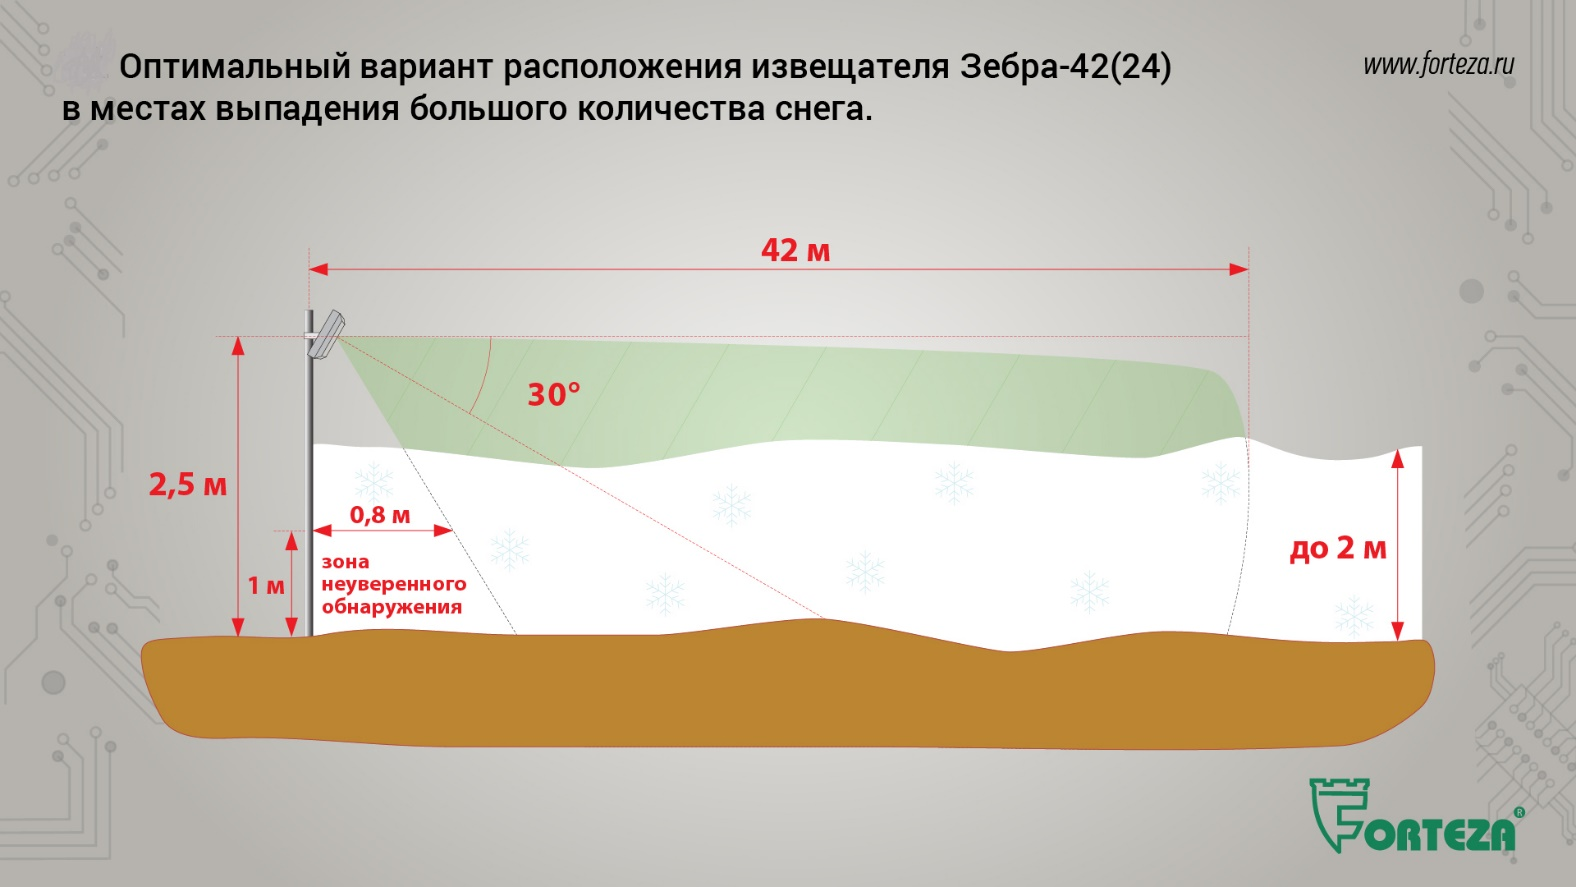 Оптимальный вариант расположения извещателя Зебра-42(24)
в местах выпадения большого количества снега.
www.forteza.ru
42 м
30°
2,5 м
0,8 м
1 м
зона
неуверенного
обнаружения
до 2 м
FORTEZA®